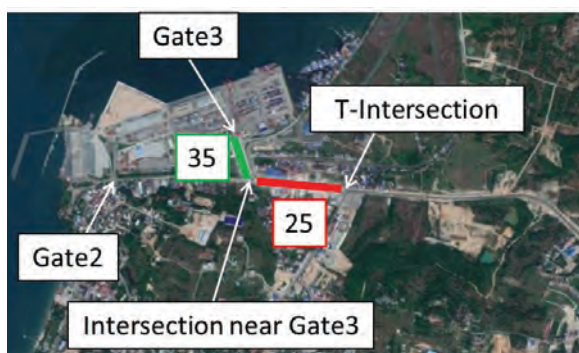 Gate3
T-Intersection
35
25
Gate2
Intersection near Gate3